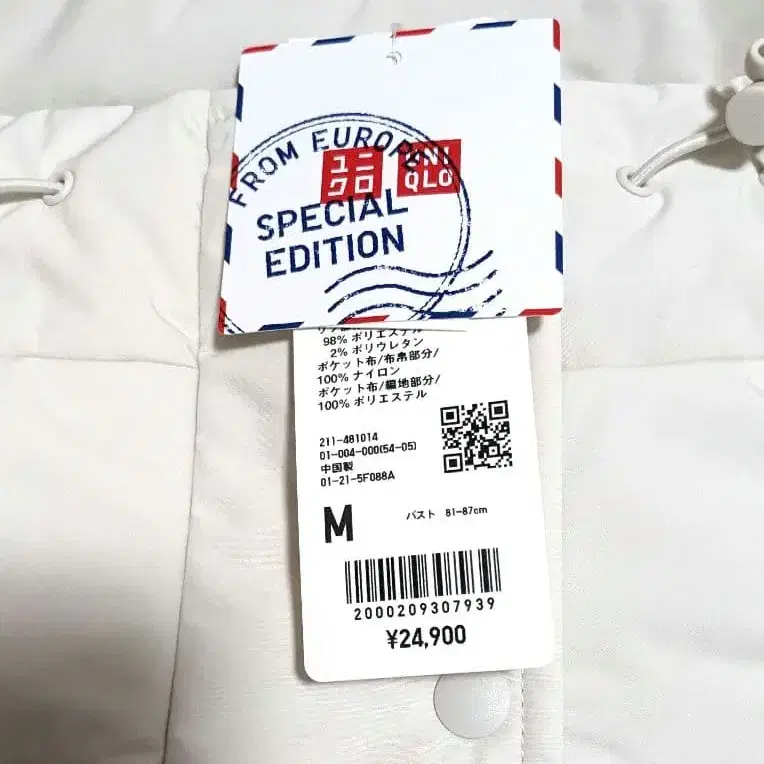 FROM EUROPE
ユニ
クロ
UNI
QLO
SPECIAL
EDITION
98% ポリエステル
2% ポリウレタン
ポケット布/布帛部分/
100% ナイロン
ポケット布/編地部分/
100% ポリエステル
211-481014
01-004-000(54-05)
中国製
01-21-5F088A
M バスト 81-87cm
2000209307939
¥24,900